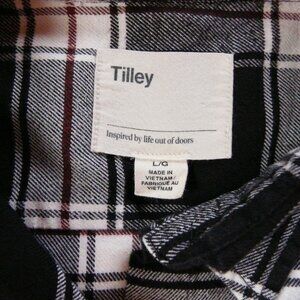 Tilley
Inspired by life out of doors
L/G
MADE IN
VIETNAM/
FABRIQUÉ AU
VIETNAM